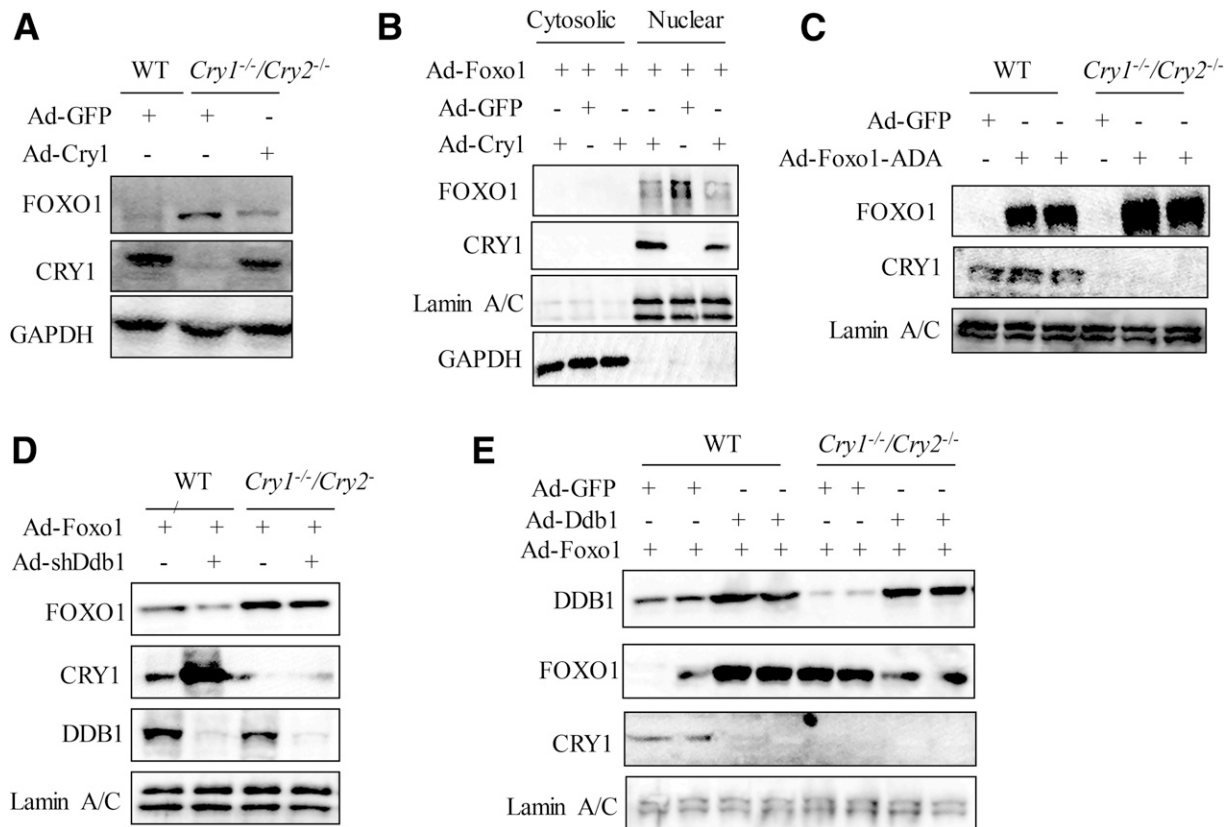 A
WT Cry1-/-/Cry2-/-
Ad-GFP + + -
Ad-Cry1 - - +
FOXO1
CRY1
GAPDH
B
Cytosolic Nuclear
Ad-Foxo1 + + + + + +
Ad-GFP - + - - + -
Ad-Cry1 + - + + - +
FOXO1
CRY1
Lamin A/C
GAPDH
C
WT Cry1-/-/Cry2-/-
Ad-GFP + - - + - -
Ad-Foxo1-ADA - + + - + +
FOXO1
CRY1
Lamin A/C
D
WT Cry1-/-/Cry2-
Ad-Foxo1 + + + +
Ad-shDdb1 - + - +
FOXO1
CRY1
DDB1
Lamin A/C
E
WT Cry1-/-/Cry2-/-
Ad-GFP + + - - + + - -
Ad-Ddb1 - - + + - - + +
Ad-Foxo1 + + + + + + + +
DDB1
FOXO1
CRY1
Lamin A/C